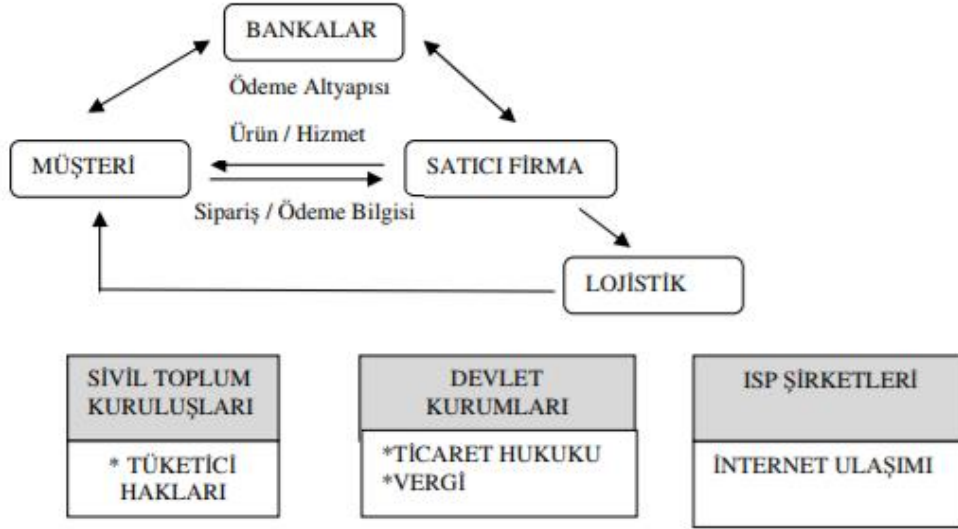 BANKALAR
Ödeme Altyapısı
Ürün / Hizmet
MÜŞTERİ
SATICI FİRMA
Sipariş / Ödeme Bilgisi
LOJİSTİK
SİVİL TOPLUM
KURULUŞLARI
* TÜKETİCİ
HAKLARI
DEVLET
KURUMLARI
*TİCARET HUKUKU
*VERGİ
ISP ŞİRKETLERİ
İNTERNET ULAŞIMI